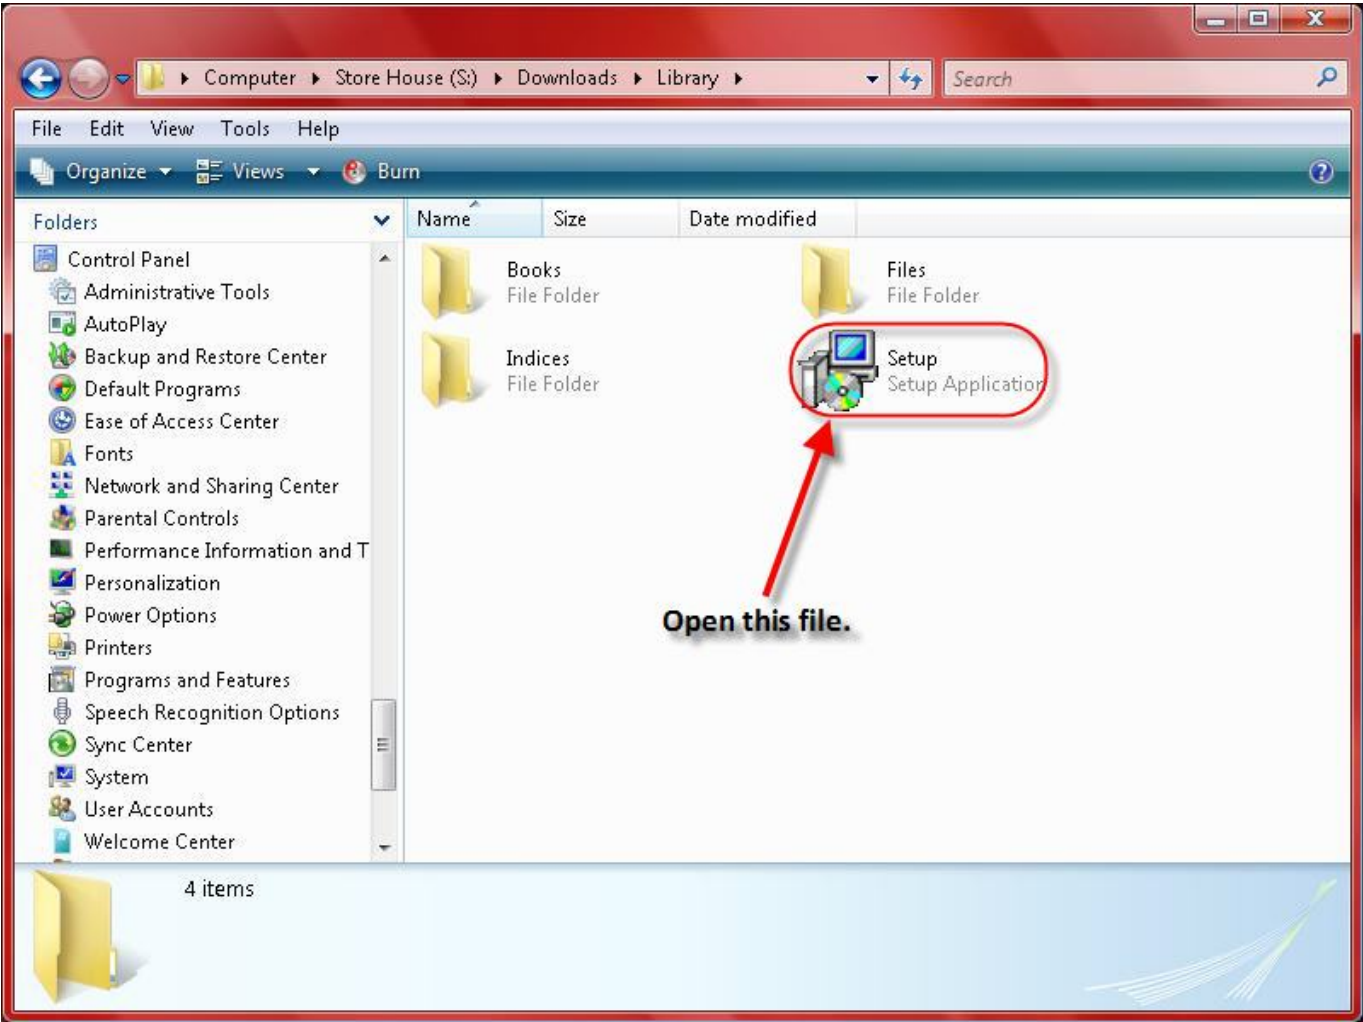 Computer Store House (S:) Downloads Library
Search
File Edit View Tools Help
Organize Views Burn
Folders
Name Size Date modified
Control Panel
Administrative Tools
AutoPlay
Backup and Restore Center
Default Programs
Ease of Access Center
Fonts
Network and Sharing Center
Parental Controls
Performance Information and T
Personalization
Power Options
Printers
Programs and Features
Speech Recognition Options
Sync Center
System
User Accounts
Welcome Center
Books
File Folder
Files
File Folder
Indices
File Folder
Setup
Setup Application
Open this file.
4 items